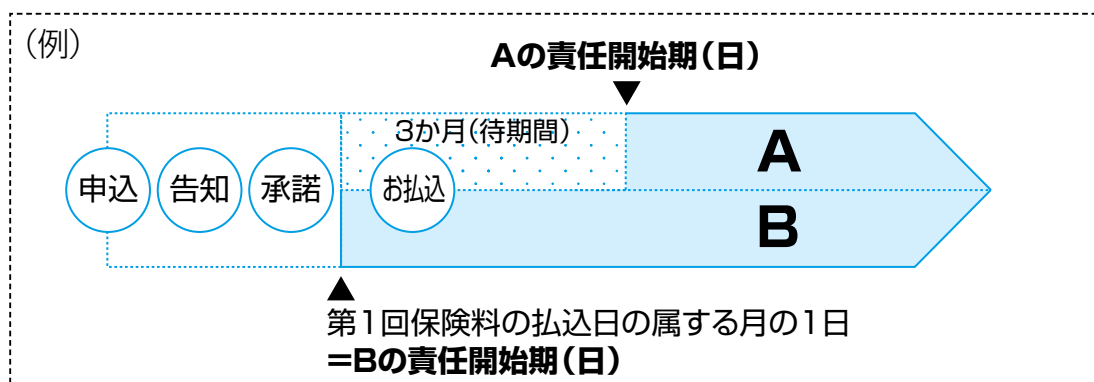 (例)
Aの責任開始期(日)
▼
3か月(待期間)
A
申込 告知 承諾 お払込
B
▲
第1回保険料の払込日の属する月の1日
=Bの責任開始期(日)